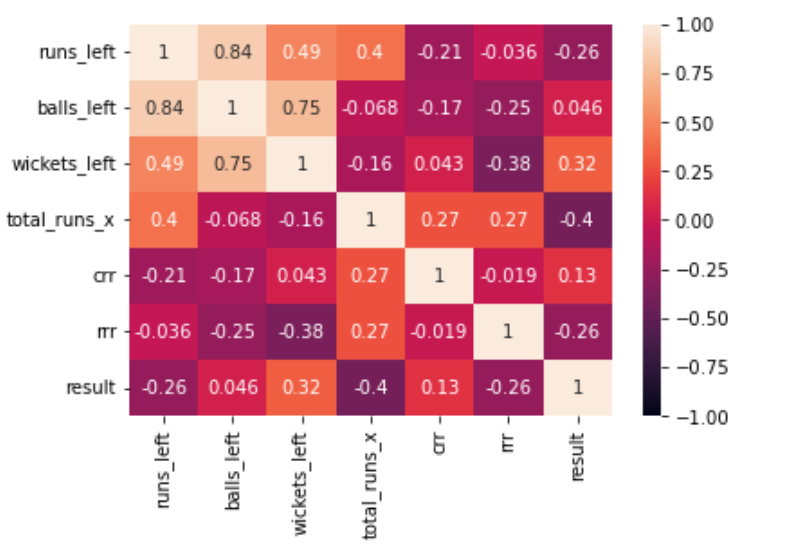 runs_left 1 0.84 0.49 0.4 -0.21 -0.036 -0.26
balls_left 0.84 1 0.75 -0.068 -0.17 -0.25 0.046
wickets_left 0.49 0.75 1 -0.16 0.043 -0.38 0.32
total_runs_x 0.4 -0.068 -0.16 1 0.27 0.27 -0.4
crr -0.21 -0.17 0.043 0.27 1 -0.019 0.13
rrr -0.036 -0.25 -0.38 0.27 -0.019 1 -0.26
result -0.26 0.046 0.32 -0.4 0.13 -0.26 1
runs_left balls_left wickets_left total_runs_x crr rrr result
1.00
0.75
0.50
0.25
0.00
−0.25
−0.50
−0.75
−1.00